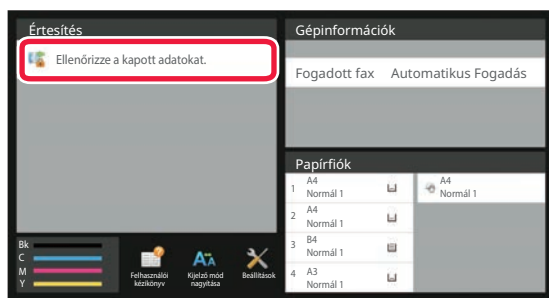 Értesítés
Ellenőrizze a kapott adatokat.
Gépinformációk
Fogadott fax Automatikus Fogadás
Papírfiók
1 A4
Normál 1
A4
Normál 1
2 A4
Normál 1
3 B4
Normál 1
4 A3
Normál 1
Bk
C
M
Y
Felhasználói
kézikönyv
Kijelző mód
nagyítása
Beállítások